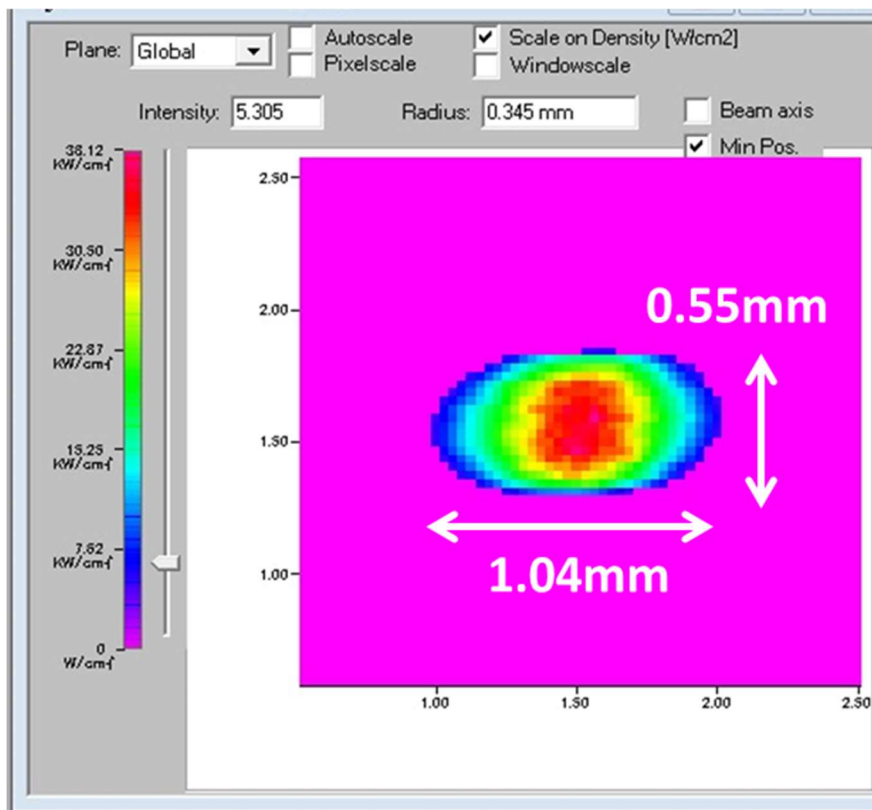 Plane: Global Autoscale Scale on Density [W/cm2]
Pixelscale Windowscale
Intensity: 5.305 Radius: 0.345 mm Beam axis
Min Pos.
38.12
KW/cm²
30.50
KW/cm²
22.87
KW/cm²
15.25
KW/cm²
7.62
KW/cm²
0
W/cm²
2.50
2.00
1.50
1.00
0.55mm
1.04mm
1.00 1.50 2.00 2.50